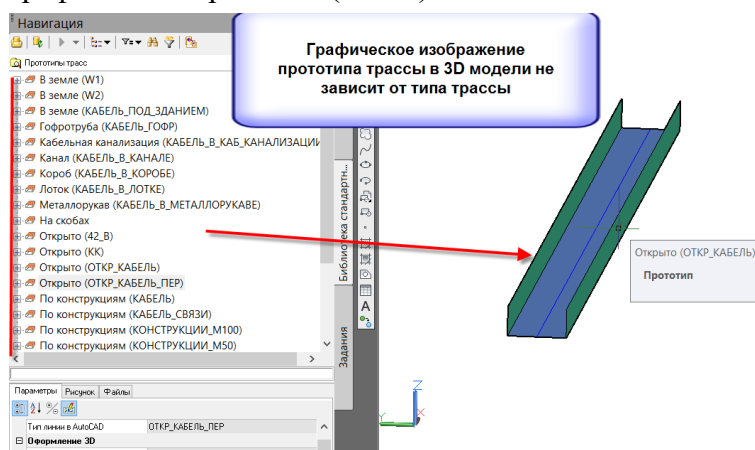 Навигация
Прототипы трасс
В земле (W1)
В земле (W2)
В земле (КАБЕЛЬ_ПОД_ЗДАНИЕМ)
Гофротруба (КАБЕЛЬ_ГОФР)
Кабельная канализация (КАБЕЛЬ_В_КАБ_КАНАЛИЗАЦИИ
Канал (КАБЕЛЬ_В_КАНАЛЕ)
Короб (КАБЕЛЬ_В_КОРОБЕ)
Лоток (КАБЕЛЬ_В_ЛОТКЕ)
Металлорукав (КАБЕЛЬ_В_МЕТАЛЛОРУКАВЕ)
На скобах
Открыто (42_В)
Открыто (КК)
Открыто (ОТКР_КАБЕЛЬ)
Открыто (ОТКР_КАБЕЛЬ_ПЕР)
По конструкциям (КАБЕЛЬ)
По конструкциям (КАБЕЛЬ_СВЯЗИ)
По конструкциям (КОНСТРУКЦИИ_М100)
По конструкциям (КОНСТРУКЦИИ_М50)
Параметры Рисунок Файлы
Тип линии в AutoCAD ОТКР_КАБЕЛЬ_ПЕР
Оформление 3D
Библиотека стандартн...
Задания
A
Графическое изображение
прототипа трассы в 3D модели не
зависит от типа трассы
Открыто (ОТКР_КАБЕЛЬ)
Прототип
Z
Y
X